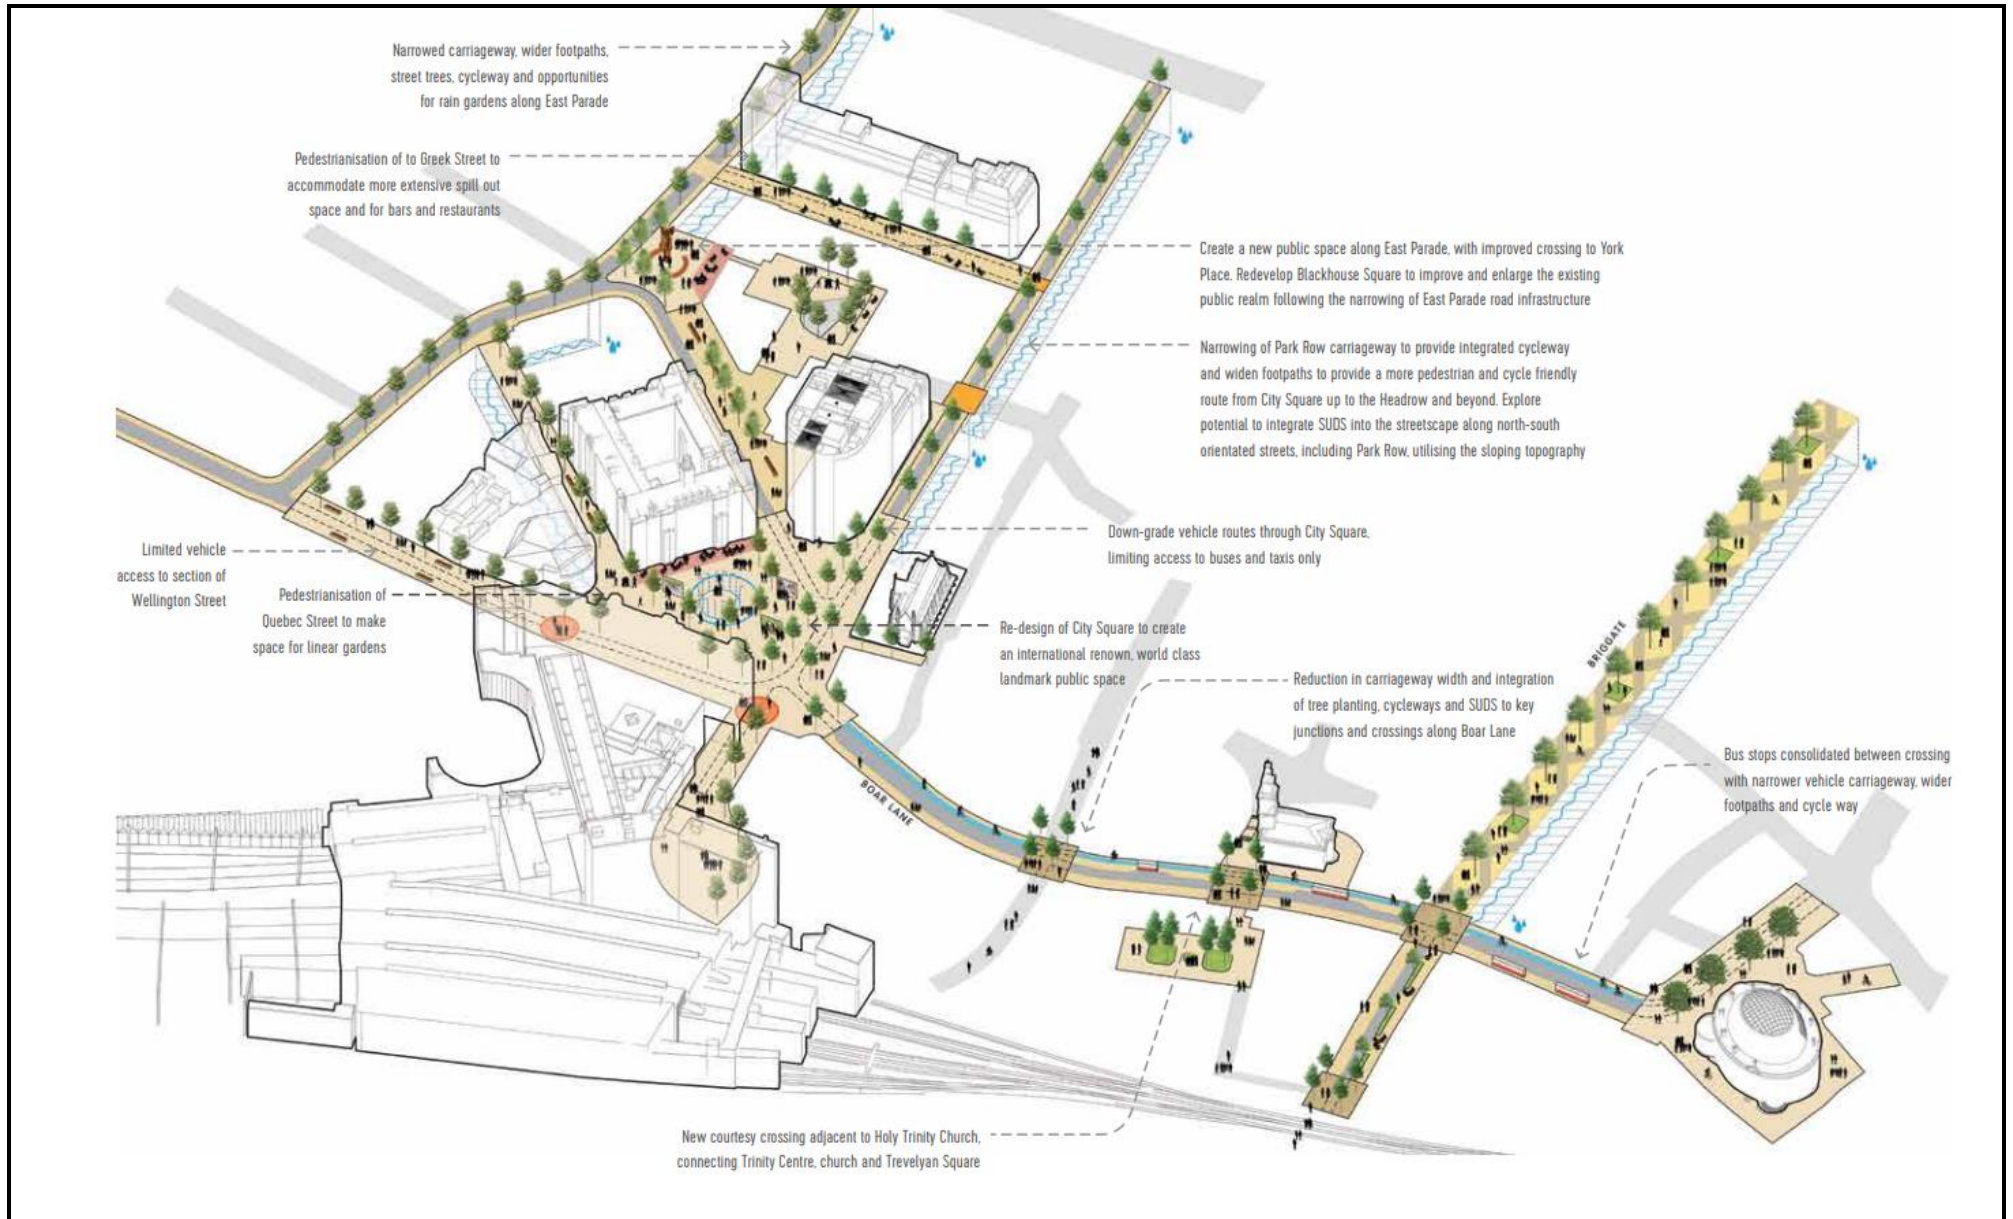 Narrowed carriageway, wider footpaths,
street trees, cycleway and opportunities
for rain gardens along East Parade
Pedestrianisation of to Greek Street to
accommodate more extensive spill out
space and for bars and restaurants
Create a new public space along East Parade, with improved crossing to York
Place. Redevelop Blackhouse Square to improve and enlarge the existing
public realm following the narrowing of East Parade road infrastructure
Narrowing of Park Row carriageway to provide integrated cycleway
and widen footpaths to provide a more pedestrian and cycle friendly
route from City Square up to the Headrow and beyond. Explore
potential to integrate SUDS into the streetscape along north-south
orientated streets, including Park Row, utilising the sloping topography
Down-grade vehicle routes through City Square,
limiting access to buses and taxis only
Limited vehicle
access to section of
Wellington Street
Pedestrianisation of
Quebec Street to make
space for linear gardens
Re-design of City Square to create
an international renown, world class
landmark public space
BRIGGATE
Reduction in carriageway width and integration
of tree planting, cycleways and SUDS to key
junctions and crossings along Boar Lane
Bus stops consolidated between crossing
with narrower vehicle carriageway, wider
footpaths and cycle way
BOAR LANE
New courtesy crossing adjacent to Holy Trinity Church,
connecting Trinity Centre, church and Trevelyan Square